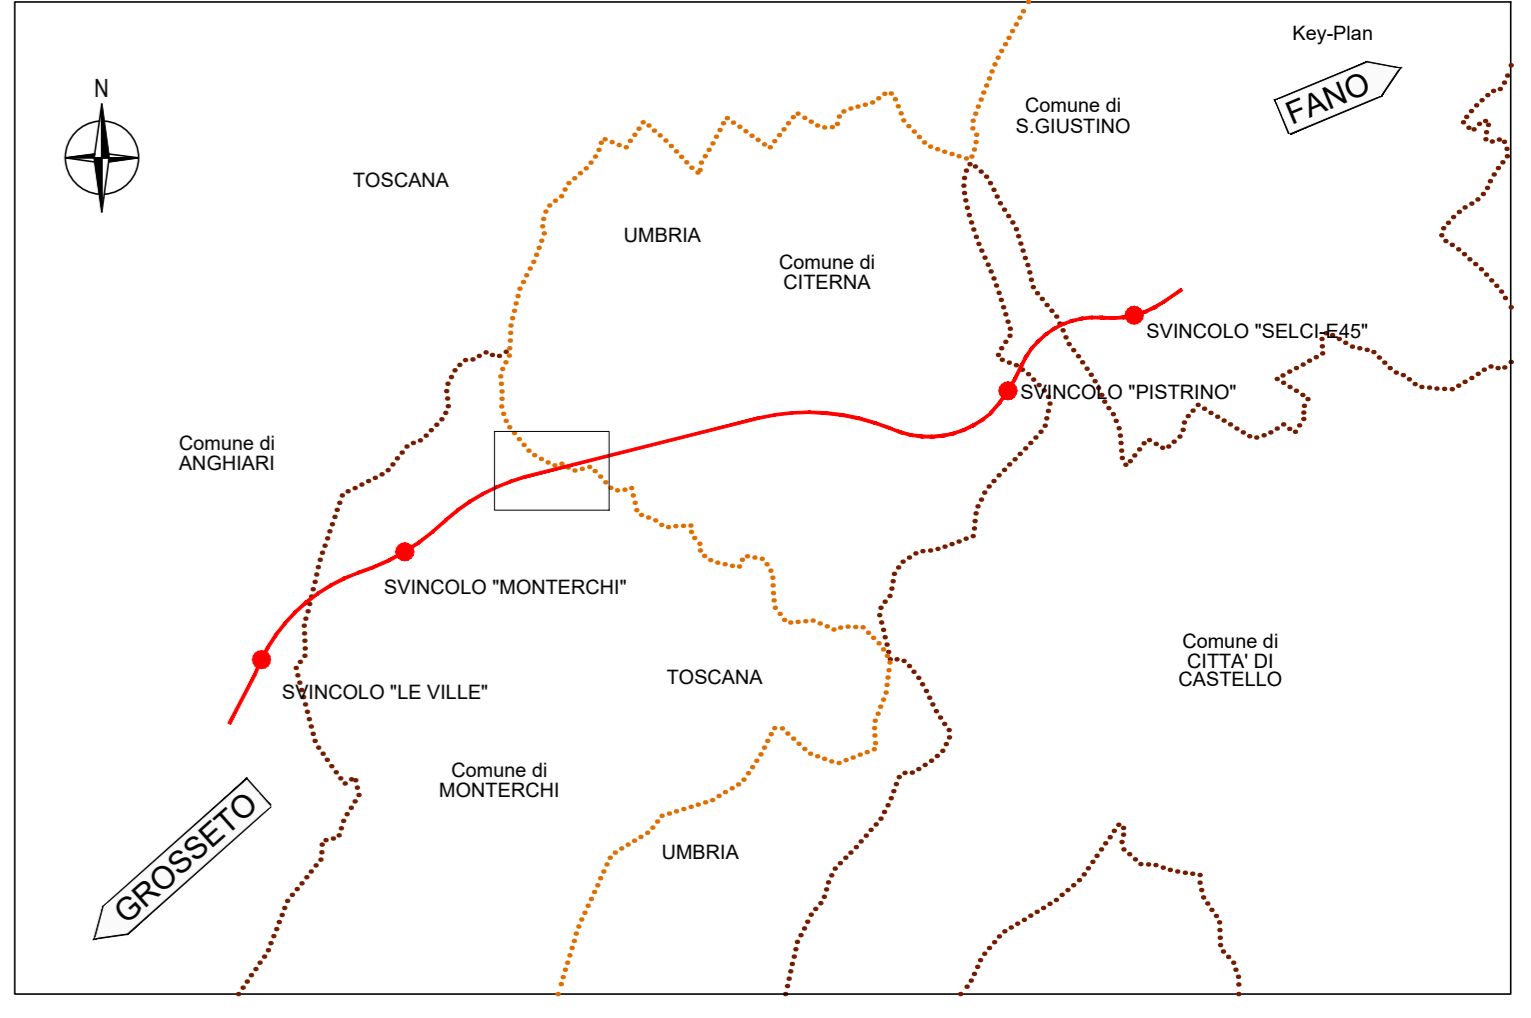 Key-Plan
FANO
N
Comune di
S.GIUSTINO
TOSCANA
UMBRIA
Comune di
CITERNA
SVINCOLO "SELCI-E45"
SVINCOLO "PISTRINO"
Comune di
ANGHIARI
SVINCOLO "MONTERCHI"
Comune di
CITTA' DI
CASTELLO
TOSCANA
SVINCOLO "LE VILLE"
Comune di
MONTERCHI
GROSSETO
UMBRIA